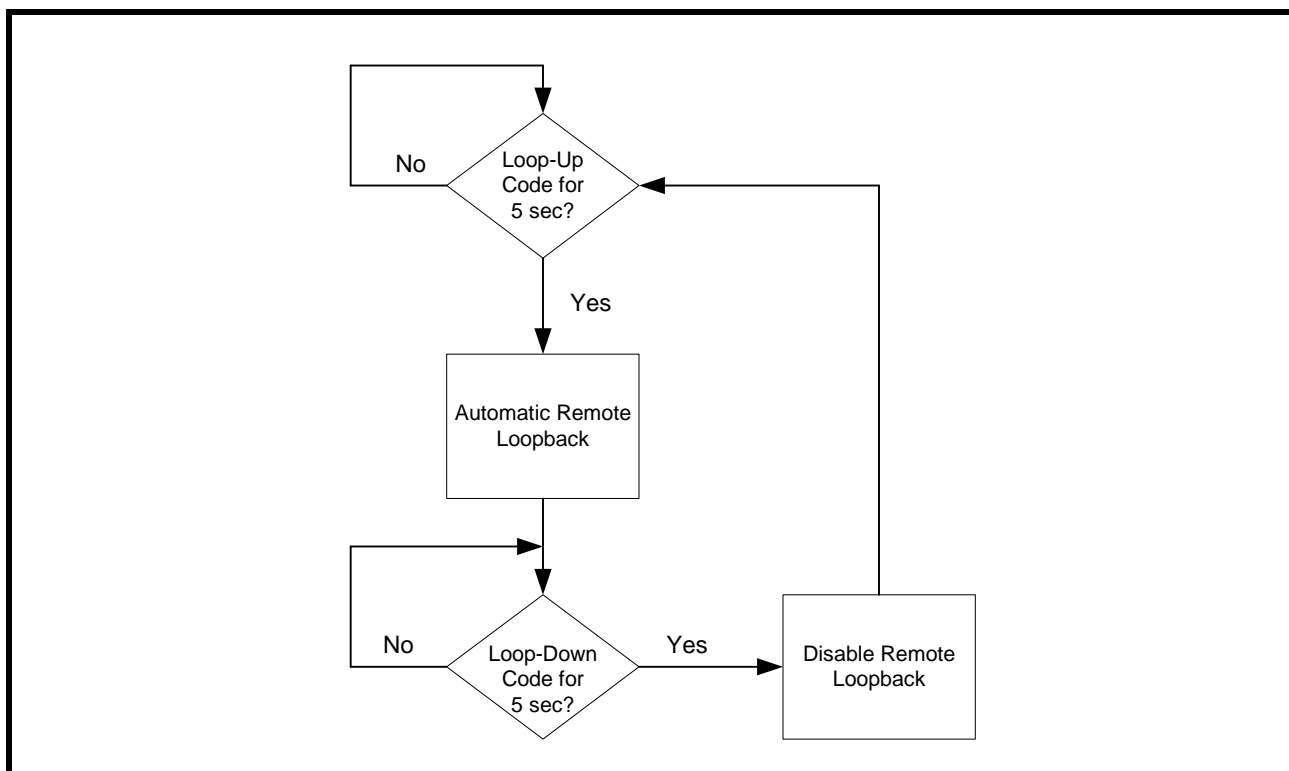 No
Loop-Up
Code for
5 sec?
Yes
Automatic Remote
Loopback
No
Loop-Down
Code for
5 sec?
Yes
Disable Remote
Loopback